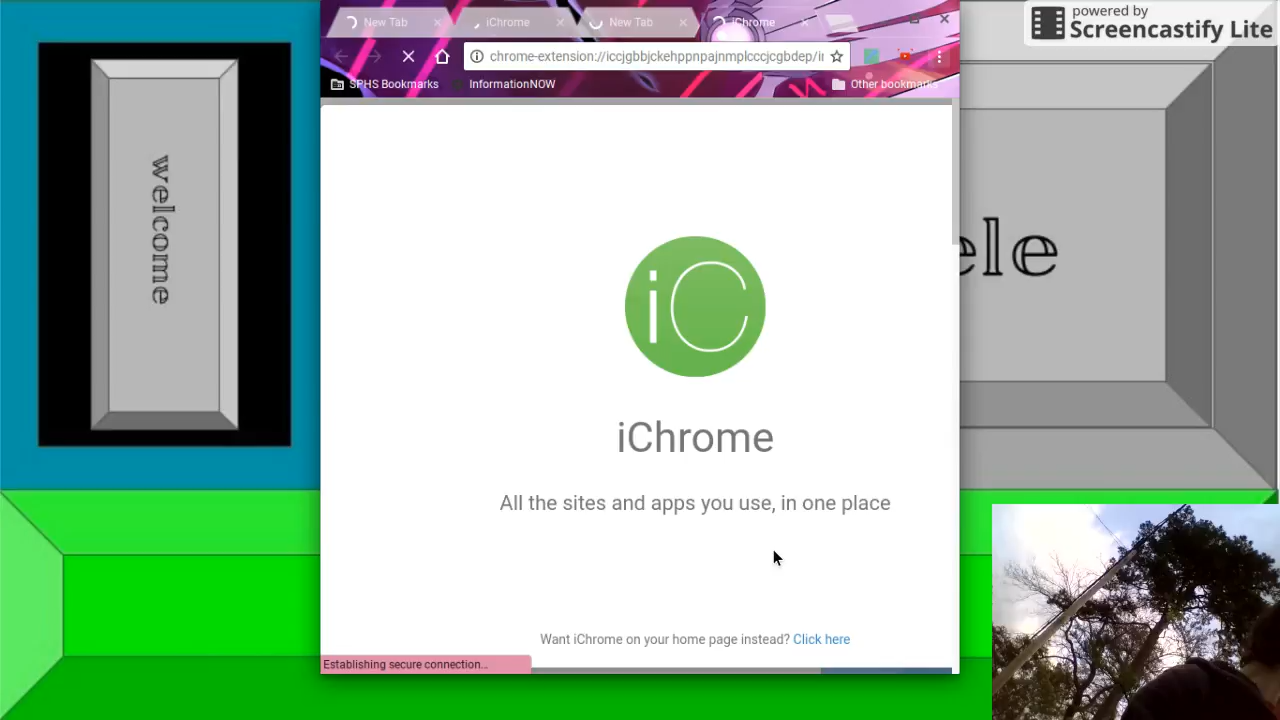 powered by
Screencastify Lite
New Tab
iChrome
New Tab
iChrome
chrome-extension://iccjgbbjckehppnpajnmplcccjcgbdep/i
SPHS Bookmarks
InformationNOW
Other bookmarks
welcome
ele
iC
iChrome
All the sites and apps you use, in one place
Want iChrome on your home page instead? Click here
Establishing secure connection...